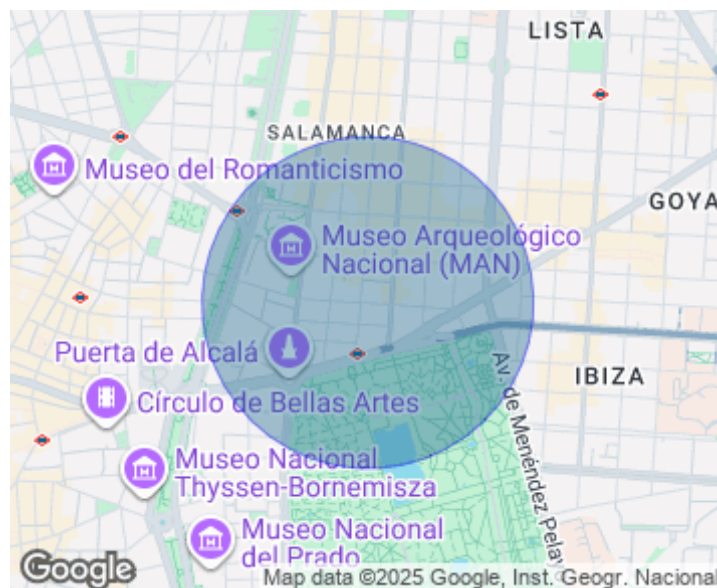 LISTA
SALAMANCA
Museo del Romanticismo
GOYA
Museo Arqueológico
Nacional (MAN)
Puerta de Alcalá
IBIZA
Av. de Menéndez Pelay
Círculo de Bellas Artes
Museo Nacional
Thyssen-Bornemisza
Museo Nacional
del Prado
Google
Map data ©2025 Google, Inst. Geogr. Nacional